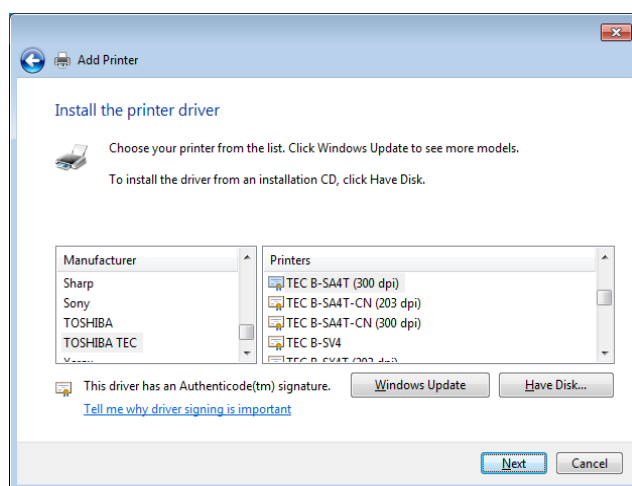 Add Printer
Install the printer driver
Choose your printer from the list. Click Windows Update to see more models.
To install the driver from an installation CD, click Have Disk.
Manufacturer
Sharp
Sony
TOSHIBA
TOSHIBA TEC
Printers
TEC B-SA4T (300 dpi)
TEC B-SA4T-CN (203 dpi)
TEC B-SA4T-CN (300 dpi)
TEC B-SV4
This driver has an Authenticode(tm) signature.
Tell me why driver signing is important
Windows Update
Have Disk...
Next
Cancel